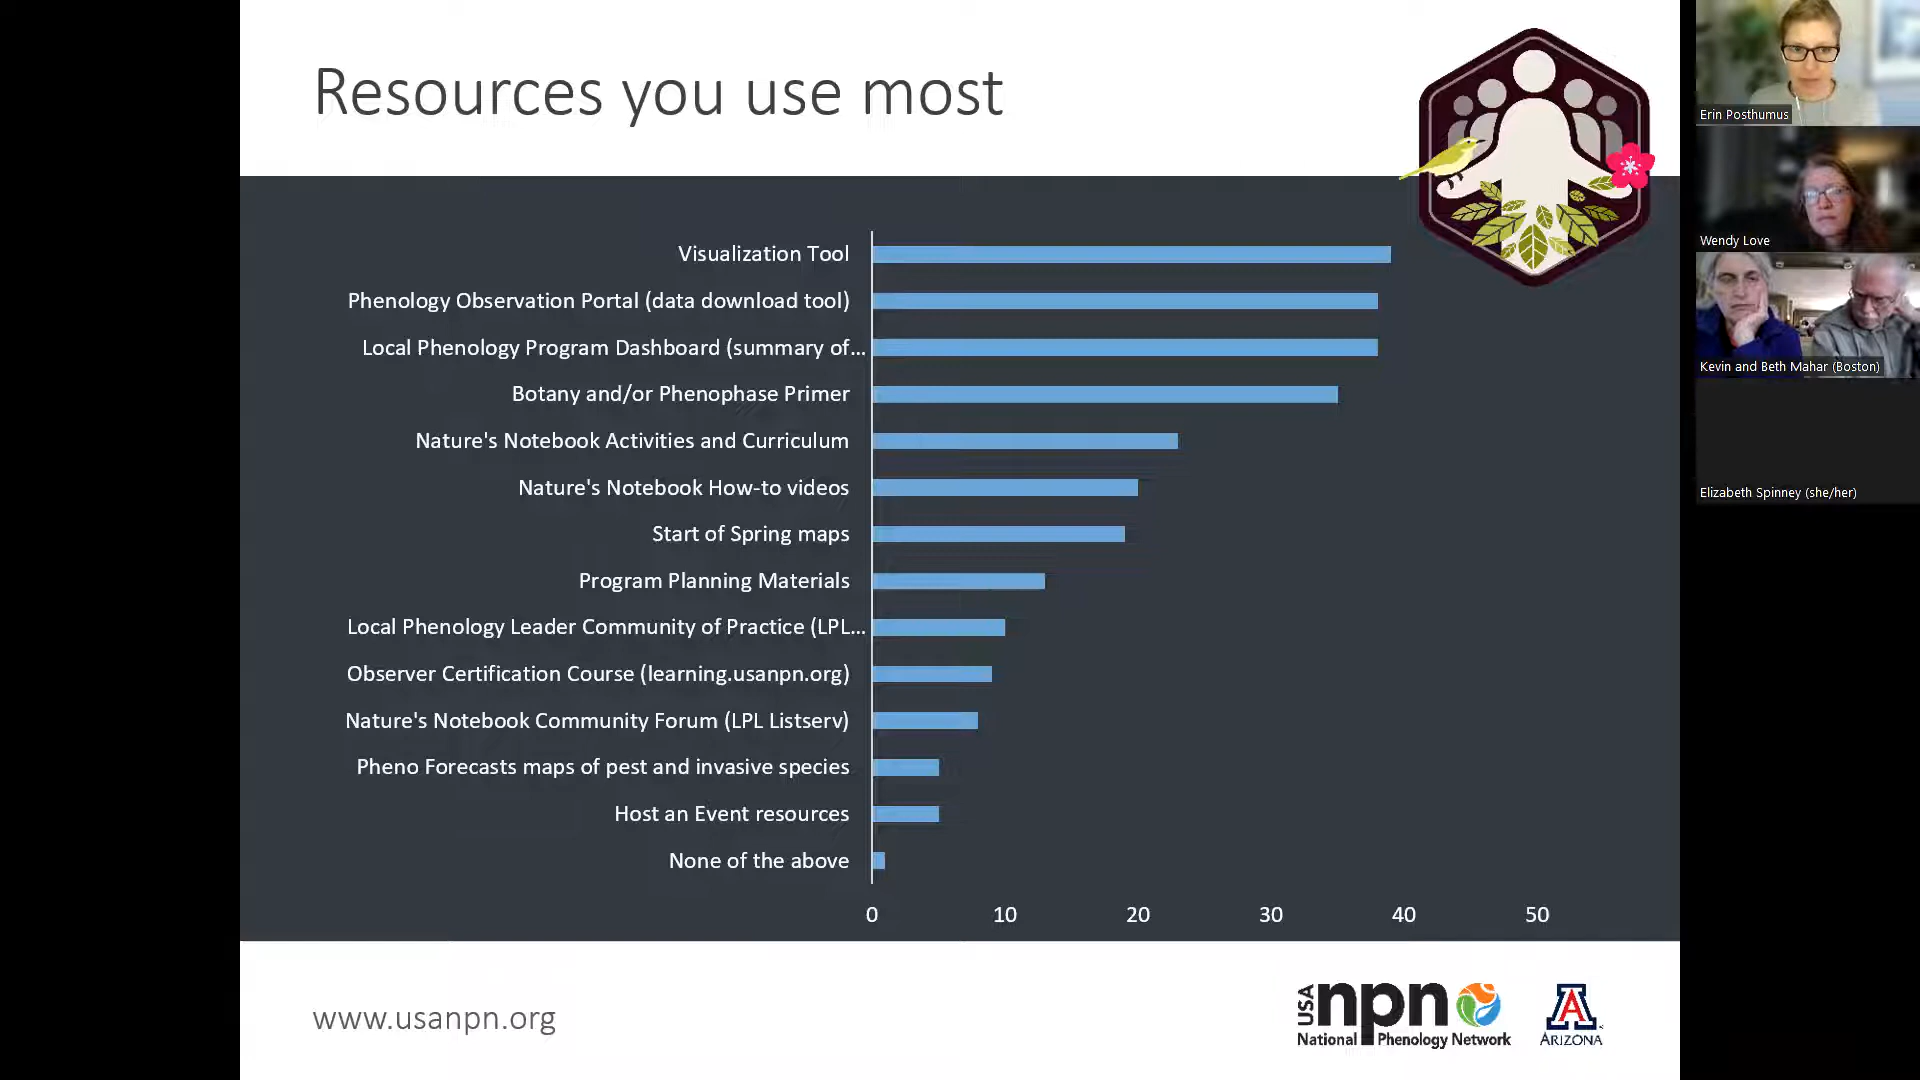 Resources you use most
Visualization Tool
Phenology Observation Portal (data download tool)
Local Phenology Program Dashboard (summary of...
Botany and/or Phenophase Primer
Nature's Notebook Activities and Curriculum
Nature's Notebook How-to videos
Start of Spring maps
Program Planning Materials
Local Phenology Leader Community of Practice (LPL...
Observer Certification Course (learning.usanpn.org)
Nature's Notebook Community Forum (LPL Listserv)
Pheno Forecasts maps of pest and invasive species
Host an Event resources
None of the above
0 10 20 30 40 50
www.usanpn.org
USA npn
National Phenology Network
A
ARIZONA
Erin Posthumus
Wendy Love
Kevin and Beth Mahar (Boston)
Elizabeth Spinney (she/her)